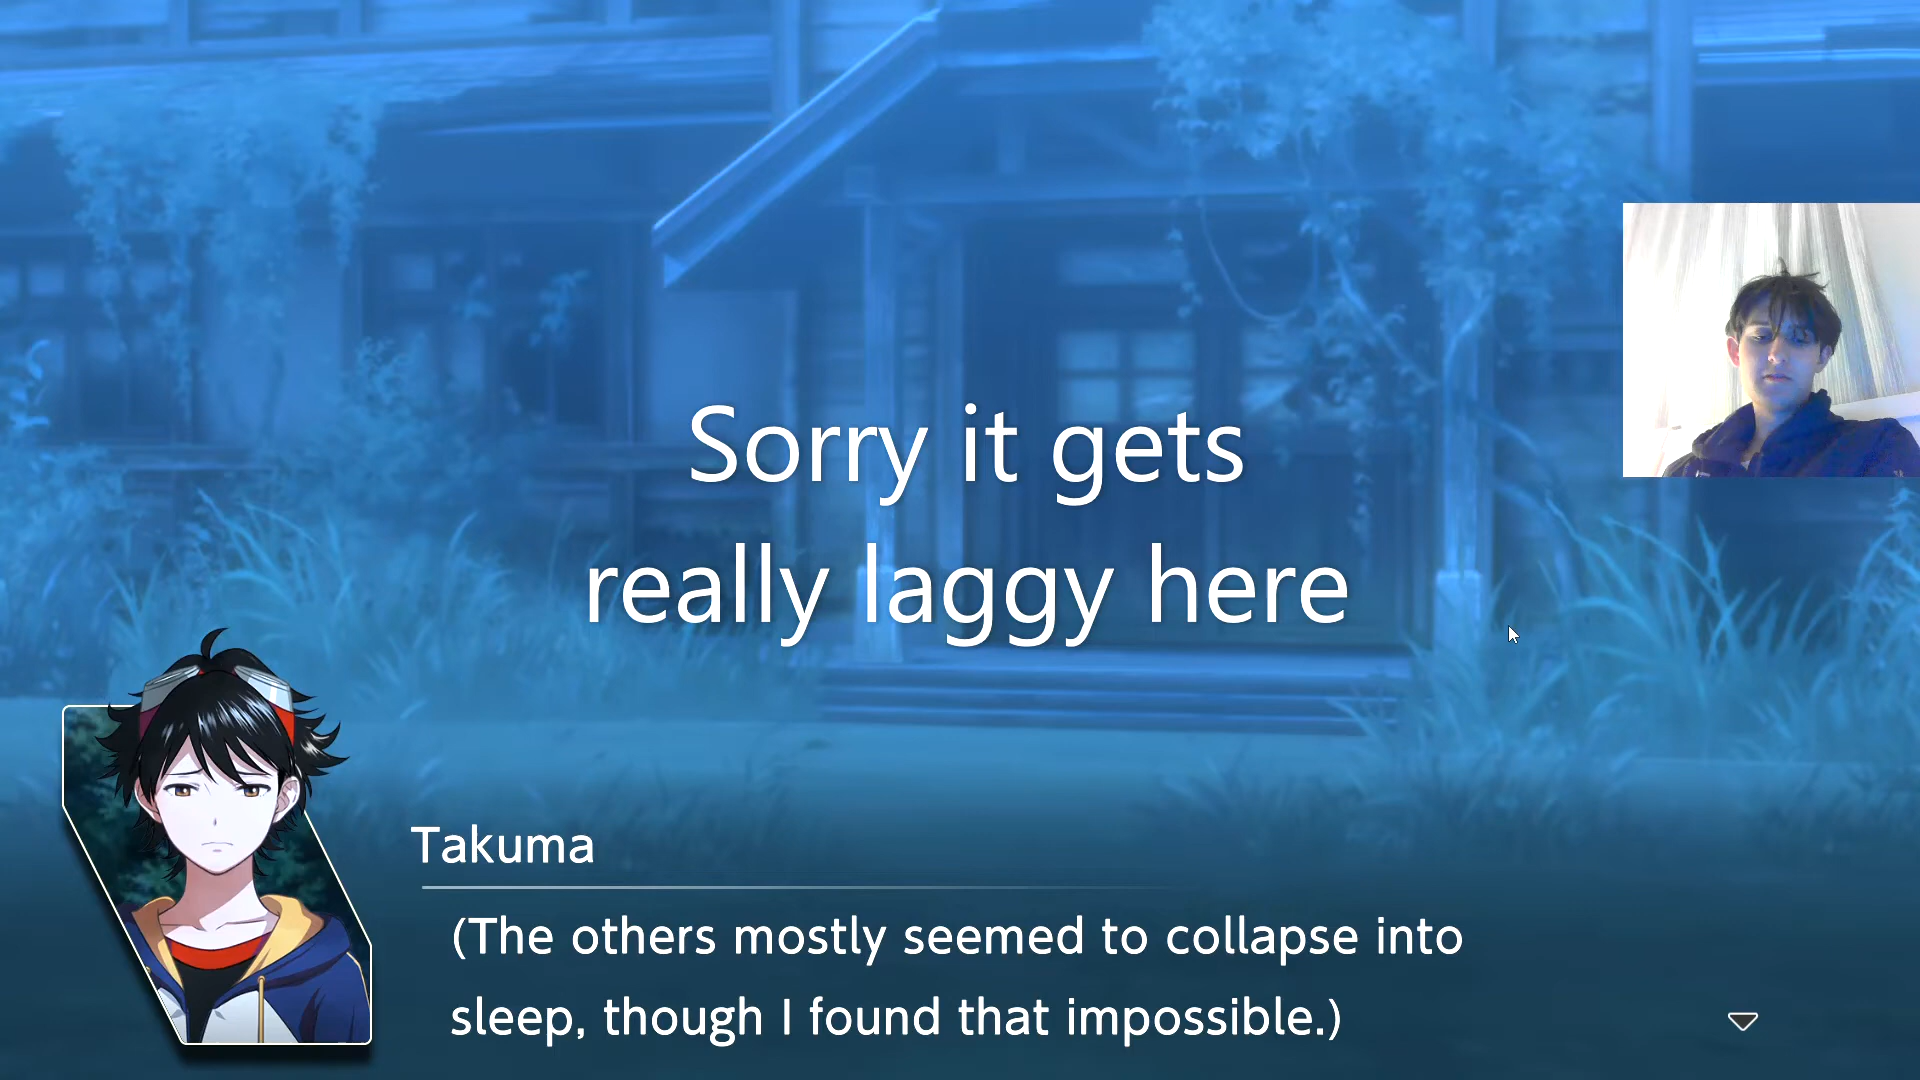 Sorry it gets
really laggy here
Takuma
(The others mostly seemed to collapse into
sleep, though I found that impossible.)